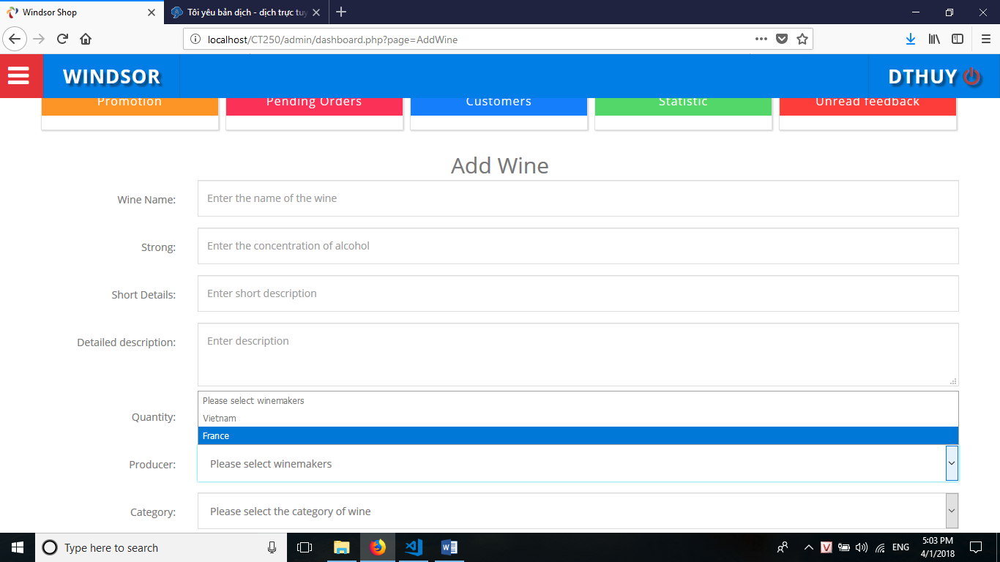 Windsor Shop
Tôi yêu bản dịch - dịch trực tuy
localhost/CT250/admin/dashboard.php?page=AddWine
WINDSOR
DTHUY
Promotion
Pending Orders
Customers
Statistic
Unread feedback
Add Wine
Wine Name:
Enter the name of the wine
Strong:
Enter the concentration of alcohol
Short Details:
Enter short description
Detailed description:
Enter description
Quantity:
Please select winemakers
Vietnam
France
Producer:
Please select winemakers
Category:
Please select the category of wine
Type here to search
ENG
5:03 PM
4/1/2018